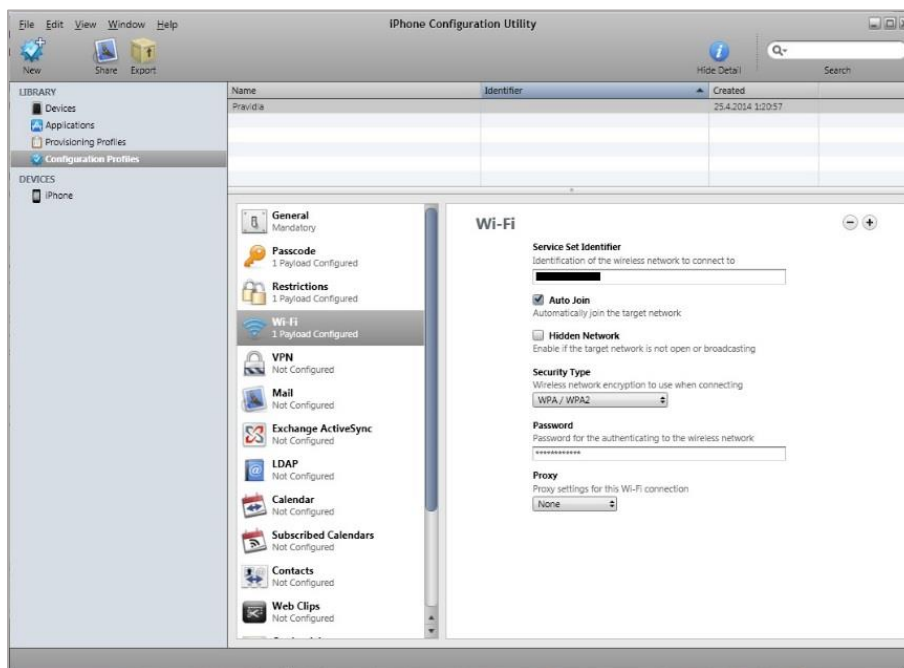 File Edit View Window Help
iPhone Configuration Utility
New
Share
Export
Hide Detail
Search
LIBRARY
Devices
Applications
Provisioning Profiles
Configuration Profiles
DEVICES
iPhone
Name
Identifier
Created
Pravidla
25.4.2014 1:20:57
General
Mandatory
Passcode
1 Payload Configured
Restrictions
1 Payload Configured
Wi-Fi
1 Payload Configured
VPN
Not Configured
Mail
Not Configured
Exchange ActiveSync
Not Configured
LDAP
Not Configured
Calendar
Not Configured
Subscribed Calendars
Not Configured
Contacts
Not Configured
Web Clips
Not Configured
Wi-Fi
Service Set Identifier
Identification of the wireless network to connect to
Auto Join
Automatically join the target network
Hidden Network
Enable if the target network is not open or broadcasting
Security Type
Wireless network encryption to use when connecting
WPA / WPA2
Password
Password for the authenticating to the wireless network
************
Proxy
Proxy settings for this Wi-Fi connection
None